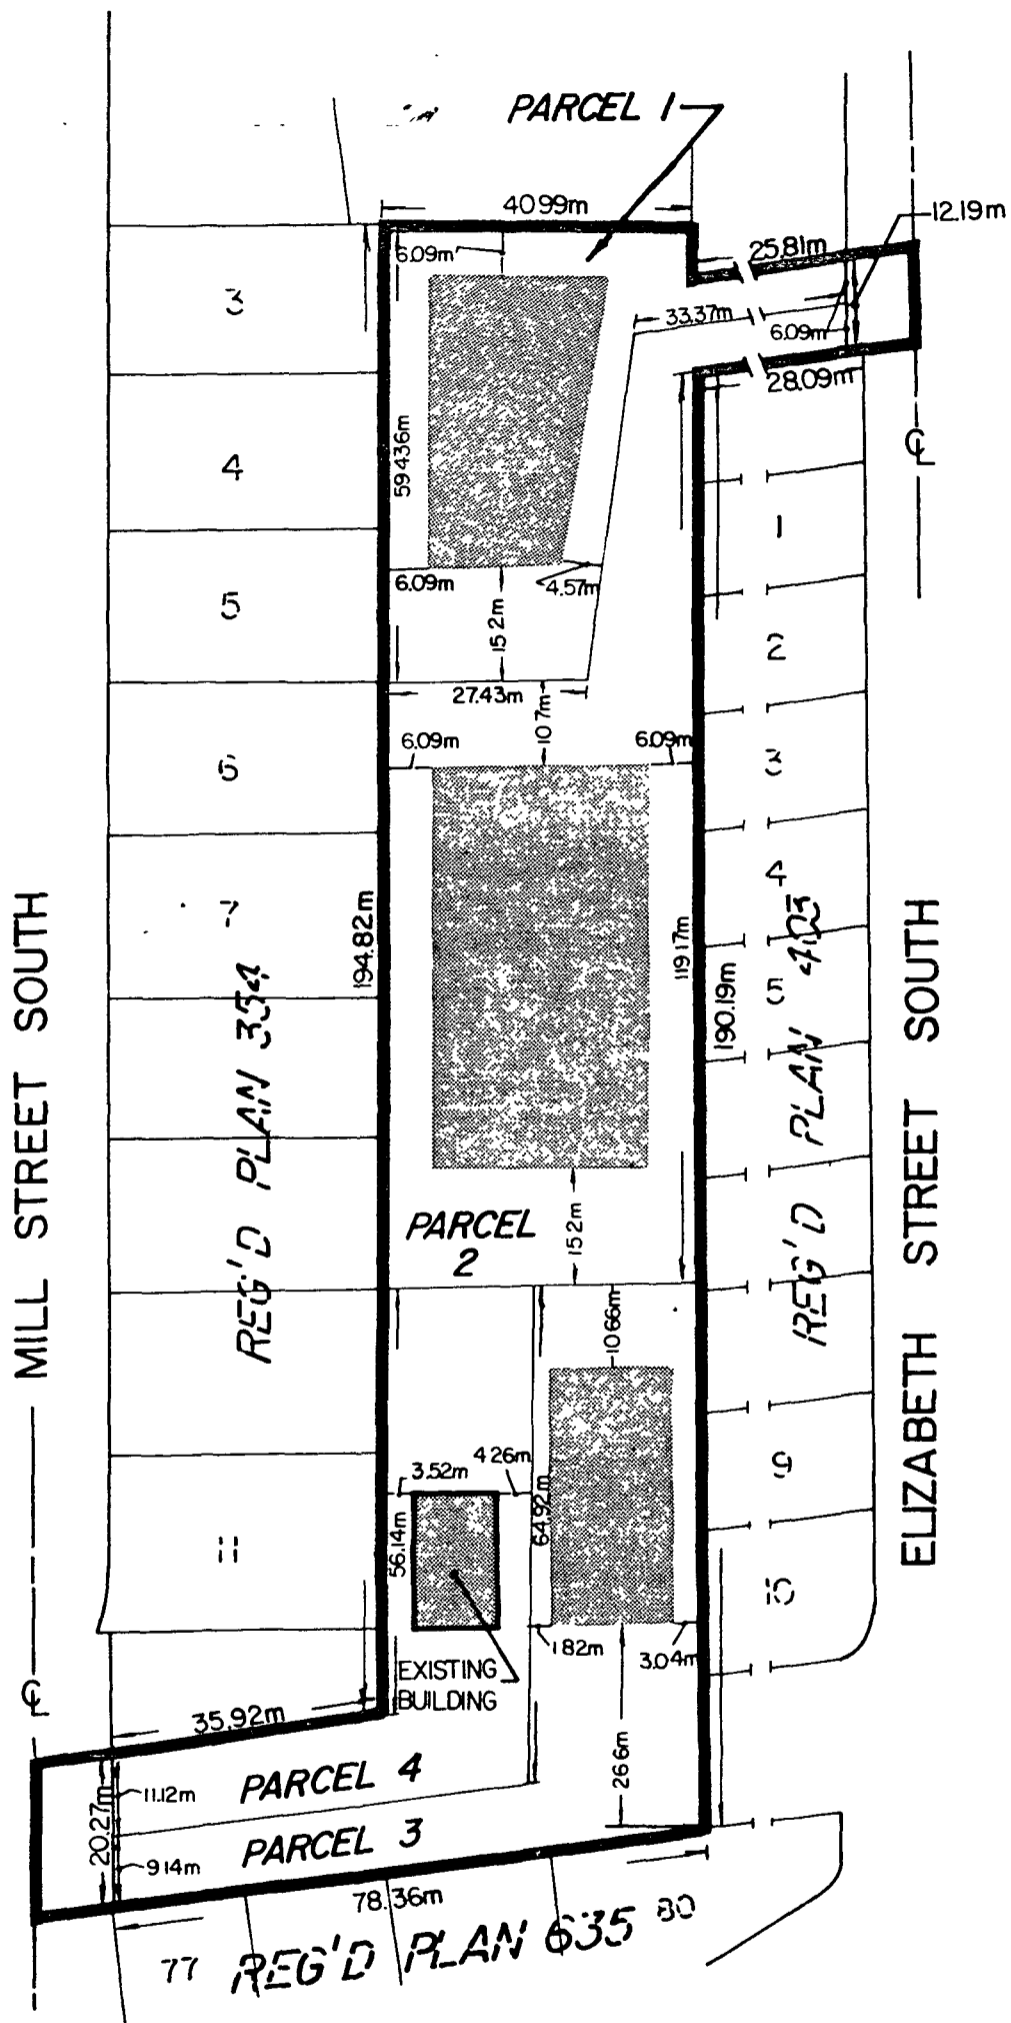 PARCEL 1
40.99m
12.19m
6.09m
25.81m
3
33.37m
6.09m
28.09m
℄
59.436m
4
1
6.09m
4.57m
5
15.2m
2
27.43m
10.7m
6.09m
6.09m
6
3
4
7
194.82m
119.17m
190.19m
5
MILL STREET SOUTH
REG'D PLAN 354
REG'D PLAN 403
ELIZABETH STREET SOUTH
PARCEL
2
15.2m
10.66m
3.52m
4.26m
9
56.14m
64.92m
11
10
1.82m
3.04m
EXISTING
BUILDING
℄
35.92m
26.6m
PARCEL 4
11.12m
20.27m
PARCEL 3
9.14m
78.36m
77
REG'D PLAN 635
80